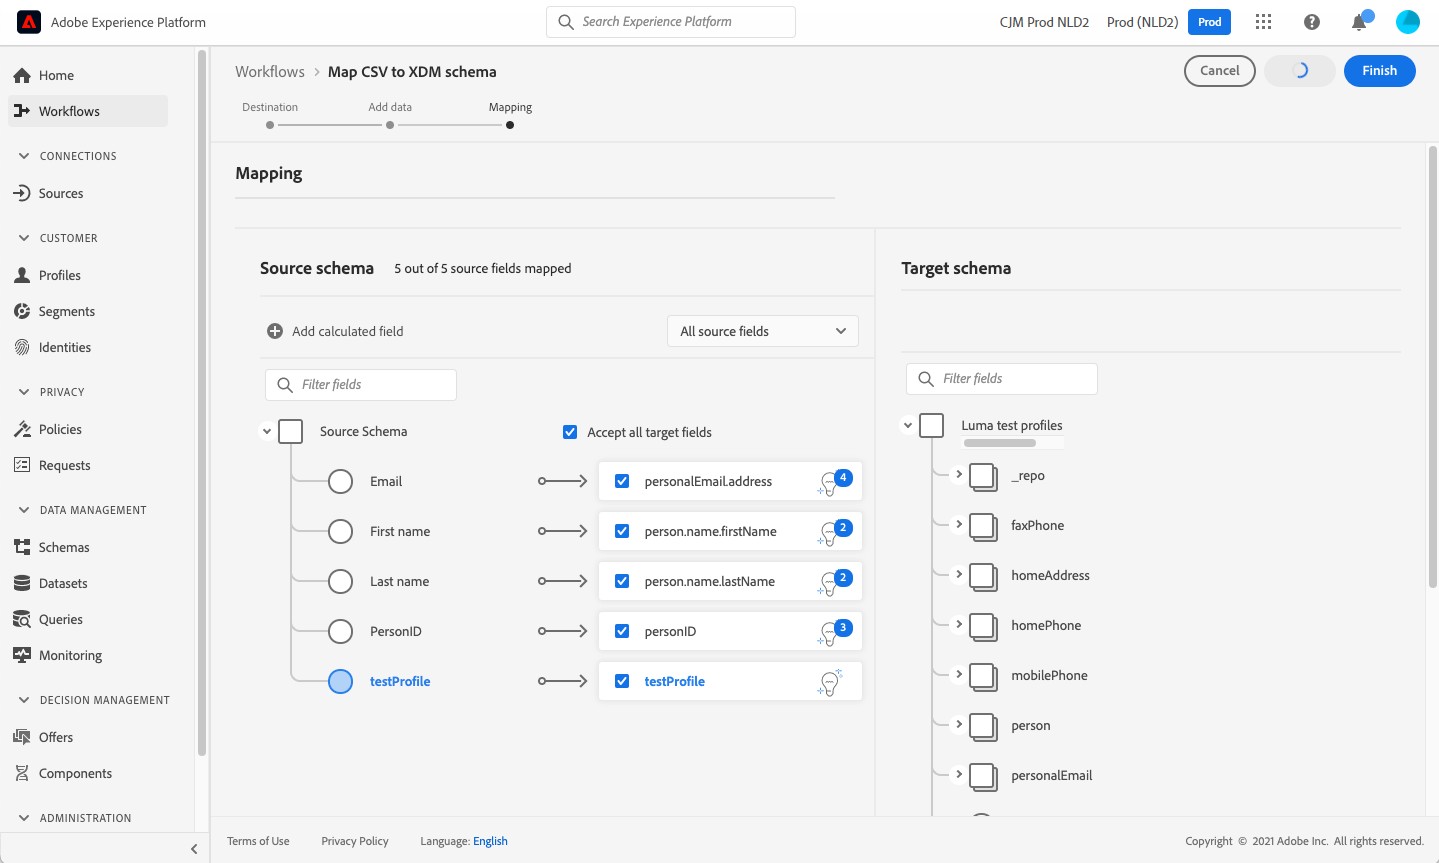 Adobe Experience Platform
Search Experience Platform
CJM Prod NLD2
Prod (NLD2)
Prod
Home
Workflows
CONNECTIONS
Sources
CUSTOMER
Profiles
Segments
Identities
PRIVACY
Policies
Requests
DATA MANAGEMENT
Schemas
Datasets
Queries
Monitoring
DECISION MANAGEMENT
Offers
Components
ADMINISTRATION
Workflows
Map CSV to XDM schema
Cancel
Finish
Destination
Add data
Mapping
Mapping
Source schema
5 out of 5 source fields mapped
Add calculated field
All source fields
Filter fields
Source Schema
Accept all target fields
Email
personalEmail.address
4
First name
person.name.firstName
2
Last name
person.name.lastName
2
PersonID
personID
3
testProfile
testProfile
Target schema
Filter fields
Luma test profiles
_repo
faxPhone
homeAddress
homePhone
mobilePhone
person
personalEmail
Terms of Use
Privacy Policy
Language: English
Copyright © 2021 Adobe Inc. All rights reserved.